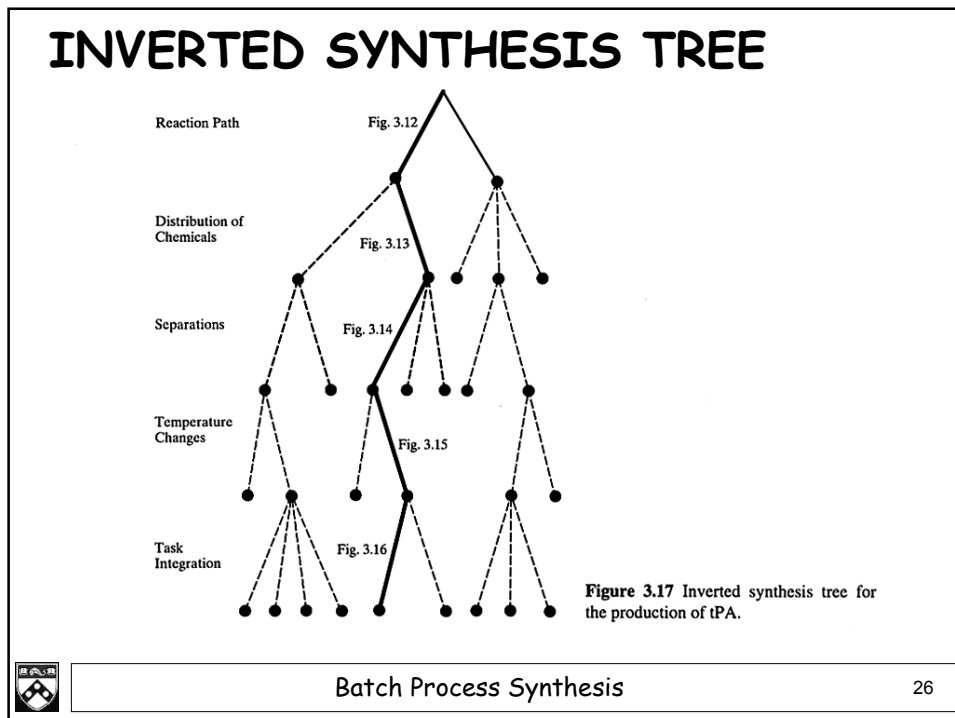 INVERTED SYNTHESIS TREE
Reaction Path
Fig. 3.12
Distribution of
Chemicals
Fig. 3.13
Separations
Fig. 3.14
Temperature
Changes
Fig. 3.15
Task
Integration
Fig. 3.16
Figure 3.17 Inverted synthesis tree for
the production of tPA.
Batch Process Synthesis
26